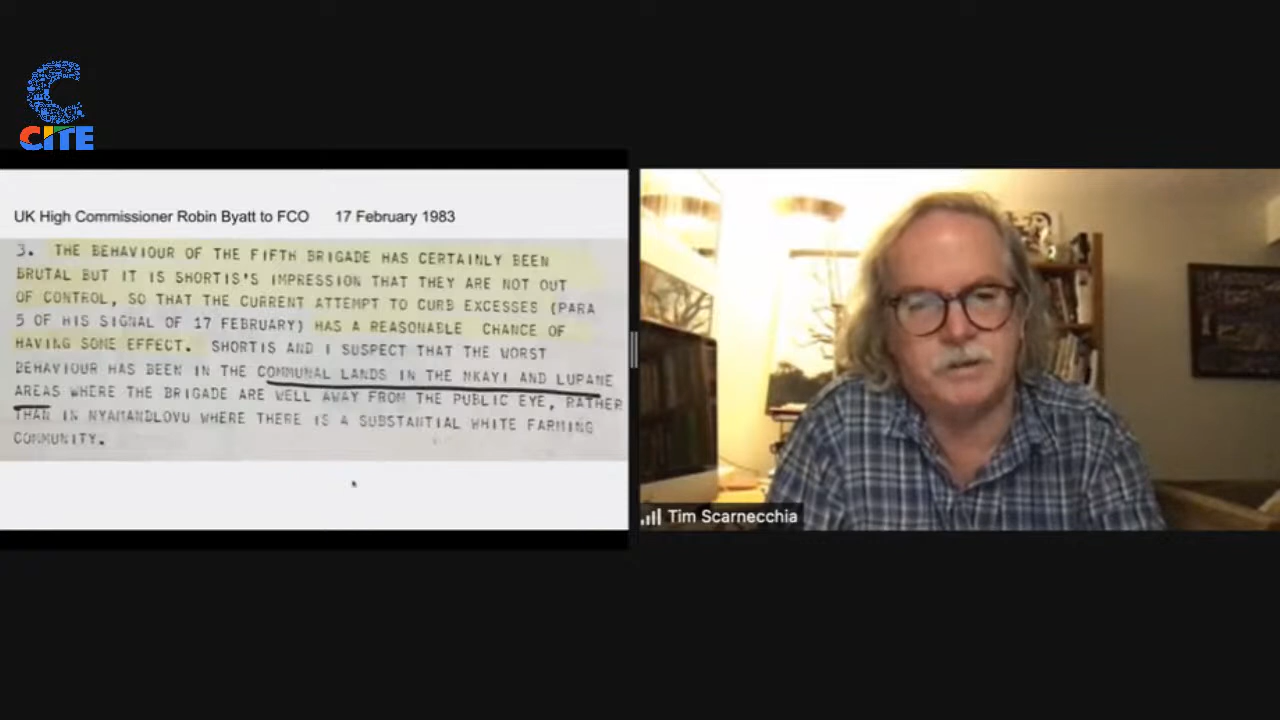 CITE
UK High Commissioner Robin Byatt to FCO 17 February 1983
3. THE BEHAVIOUR OF THE FIFTH BRIGADE HAS CERTAINLY BEEN
BRUTAL BUT IT IS SHORTIS'S IMPRESSION THAT THEY ARE NOT OUT
OF CONTROL, SO THAT THE CURRENT ATTEMPT TO CURB EXCESSES (PARA
5 OF HIS SIGNAL OF 17 FEBRUARY) HAS A REASONABLE CHANCE OF
HAVING SOME EFFECT. SHORTIS AND I SUSPECT THAT THE WORST
BEHAVIOUR HAS BEEN IN THE COMMUNAL LANDS IN THE NKAYI AND LUPANE
AREAS WHERE THE BRIGADE ARE WELL AWAY FROM THE PUBLIC EYE, RATHER
THAN IN NYAMANDLOVU WHERE THERE IS A SUBSTANTIAL WHITE FARMING
COMMUNITY.
Tim Scarnecchia